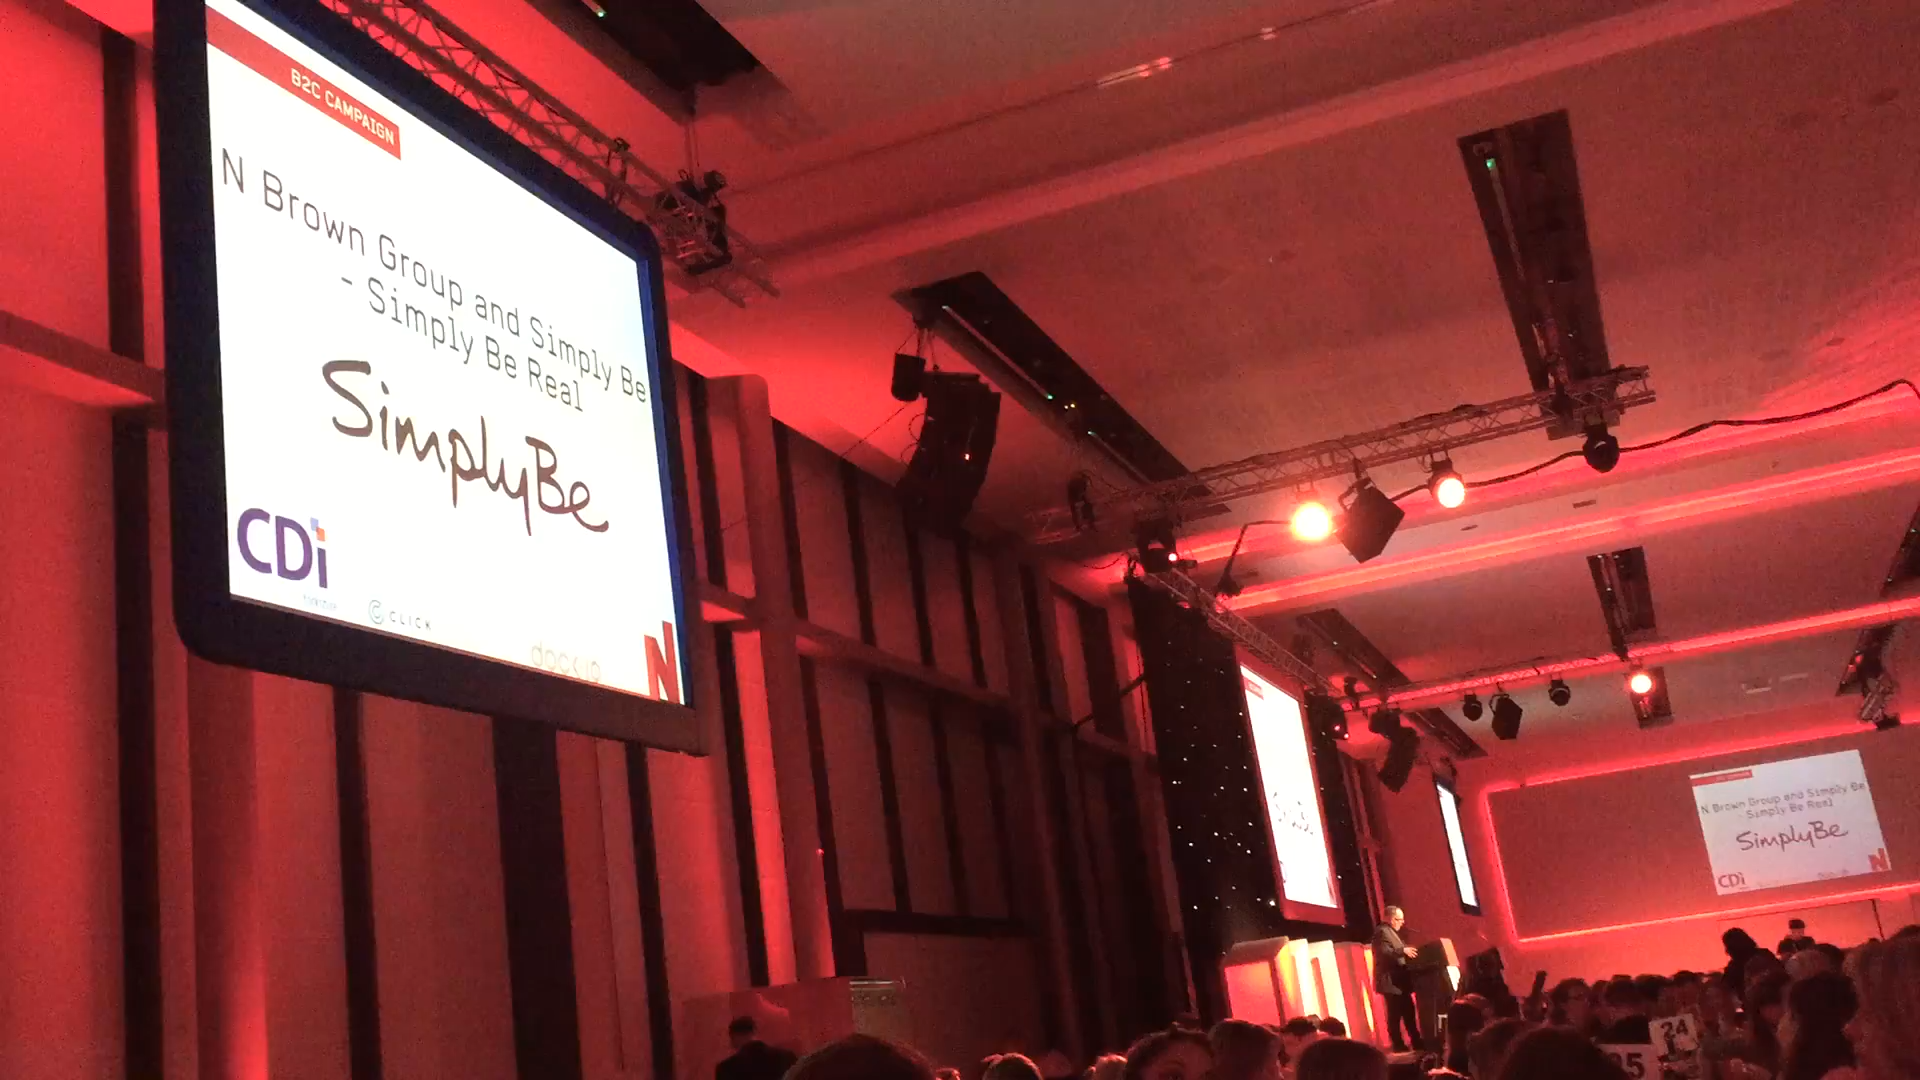 B2C CAMPAIGN
N Brown Group and Simply Be
- Simply Be Real
SimplyBe
CDi
CLICK
dock10
N
N Brown Group and Simply Be
- Simply Be Real
SimplyBe
CDi
N
24